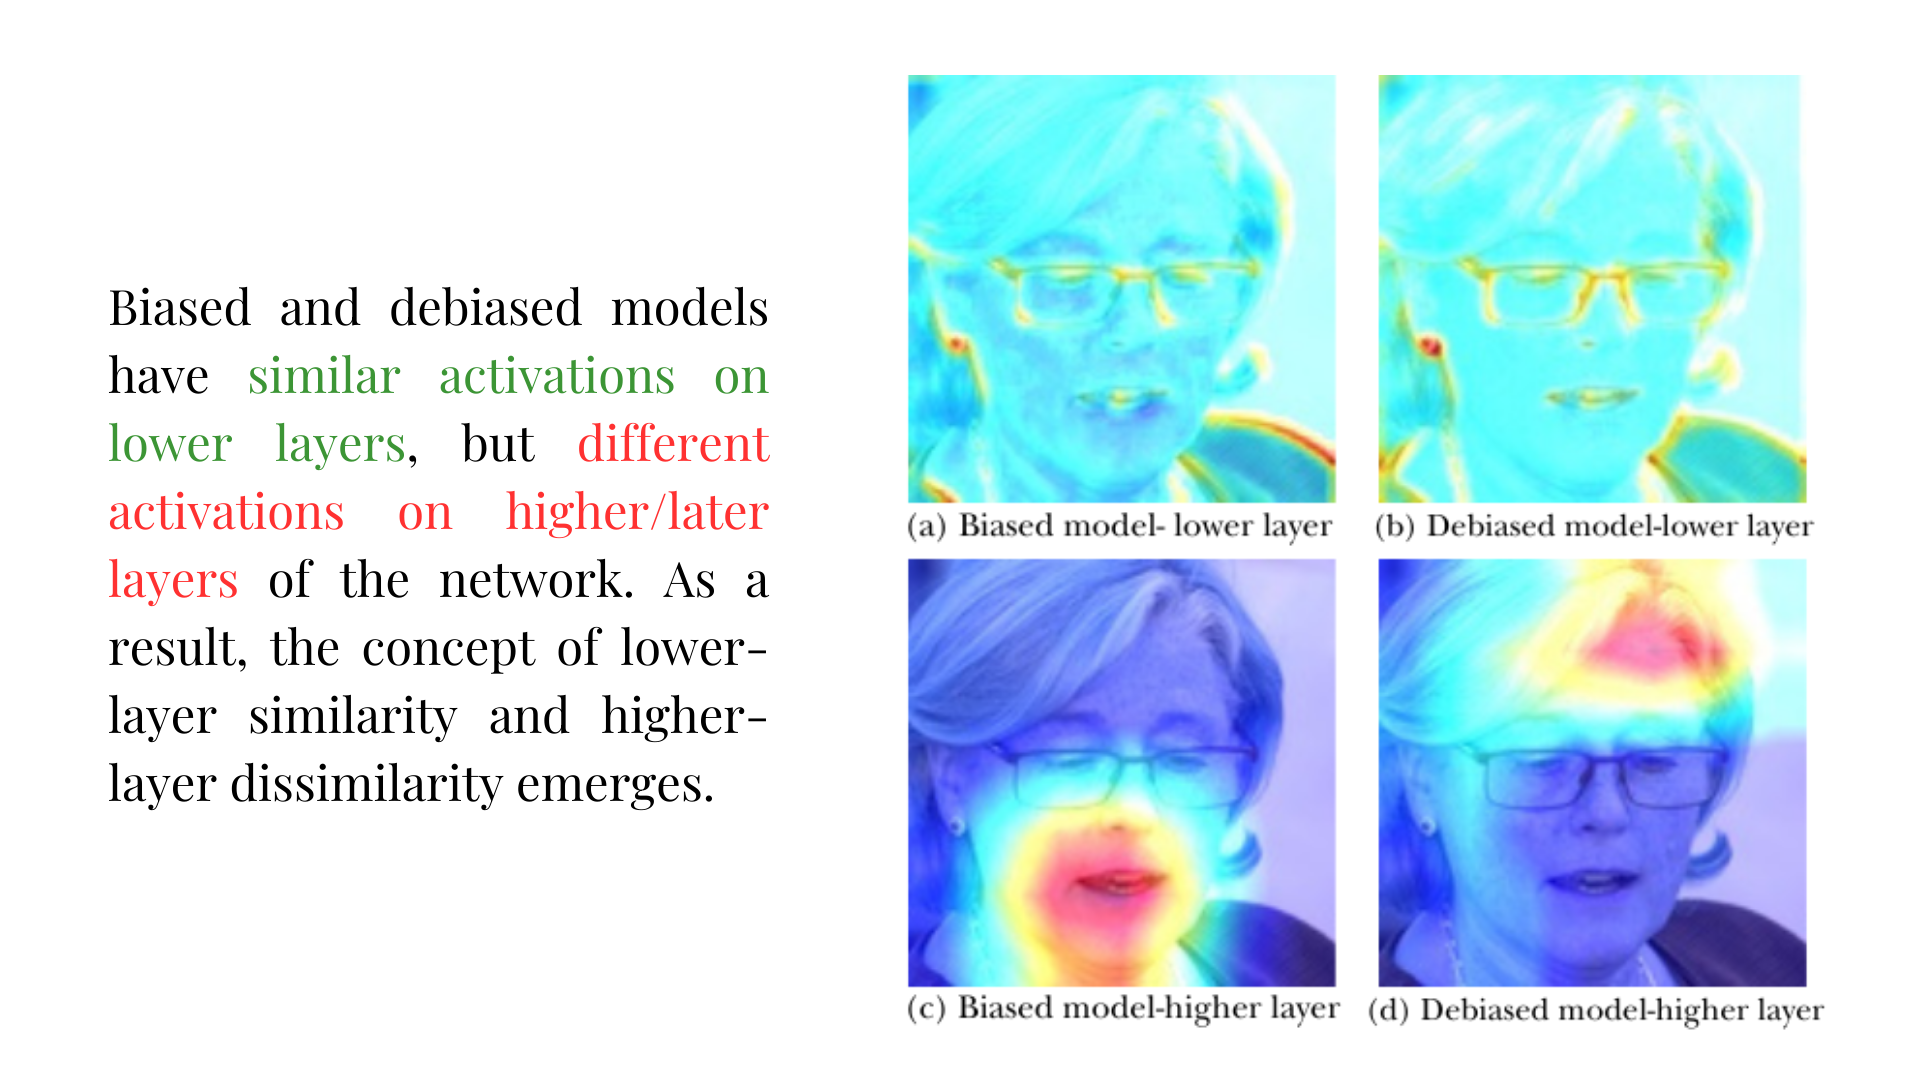 Biased and debiased models
have similar activations on
lower layers, but different
activations on higher/later
layers of the network. As a
result, the concept of lower-
layer similarity and higher-
layer dissimilarity emerges.
(a) Biased model- lower layer
(b) Debiased model-lower layer
(c) Biased model-higher layer
(d) Debiased model-higher layer